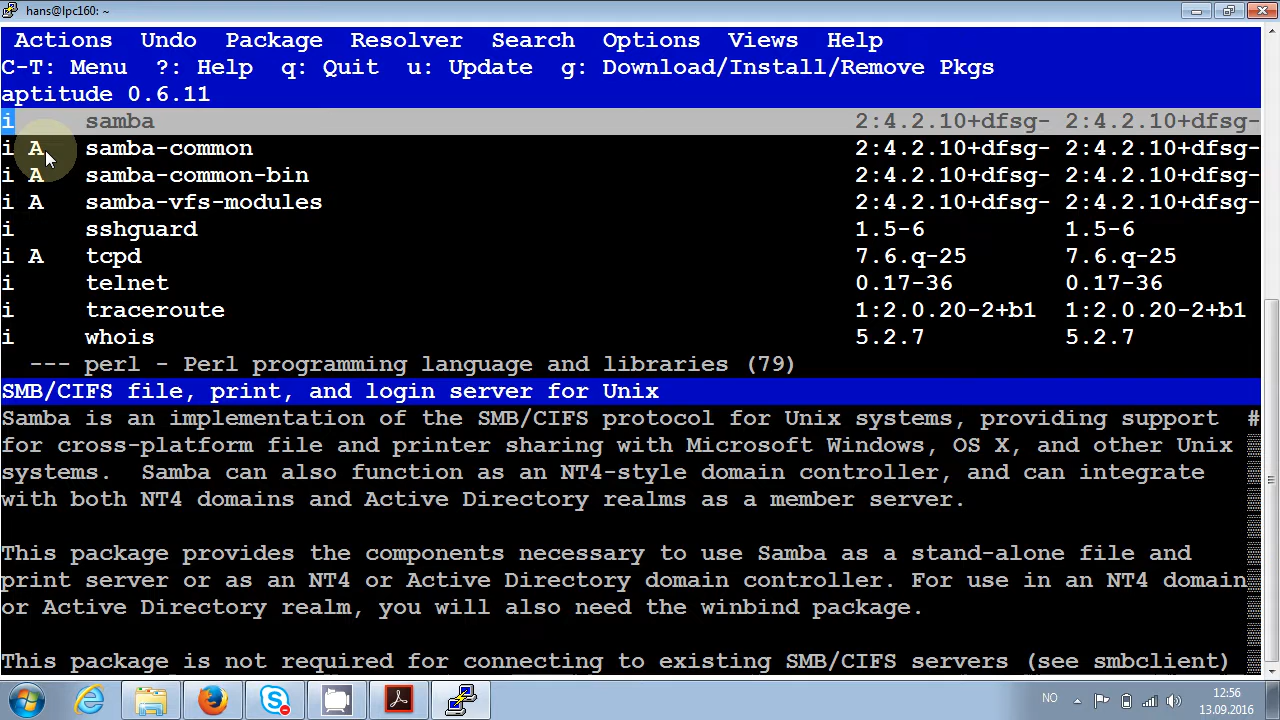 hans@lpc160: ~
Actions Undo Package Resolver Search Options Views Help
C-T: Menu ?: Help q: Quit u: Update g: Download/Install/Remove Pkgs
aptitude 0.6.11
i samba 2:4.2.10+dfsg- 2:4.2.10+dfsg-
i A samba-common 2:4.2.10+dfsg- 2:4.2.10+dfsg-
i A samba-common-bin 2:4.2.10+dfsg- 2:4.2.10+dfsg-
i A samba-vfs-modules 2:4.2.10+dfsg- 2:4.2.10+dfsg-
i sshguard 1.5-6 1.5-6
i A tcpd 7.6.q-25 7.6.q-25
i telnet 0.17-36 0.17-36
i traceroute 1:2.0.20-2+b1 1:2.0.20-2+b1
i whois 5.2.7 5.2.7
--- perl - Perl programming language and libraries (79)
SMB/CIFS file, print, and login server for Unix
Samba is an implementation of the SMB/CIFS protocol for Unix systems, providing support #
for cross-platform file and printer sharing with Microsoft Windows, OS X, and other Unix
systems. Samba can also function as an NT4-style domain controller, and can integrate
with both NT4 domains and Active Directory realms as a member server.
This package provides the components necessary to use Samba as a stand-alone file and
print server or as an NT4 or Active Directory domain controller. For use in an NT4 domain
or Active Directory realm, you will also need the winbind package.
This package is not required for connecting to existing SMB/CIFS servers (see smbclient)
NO
12:56
13.09.2016